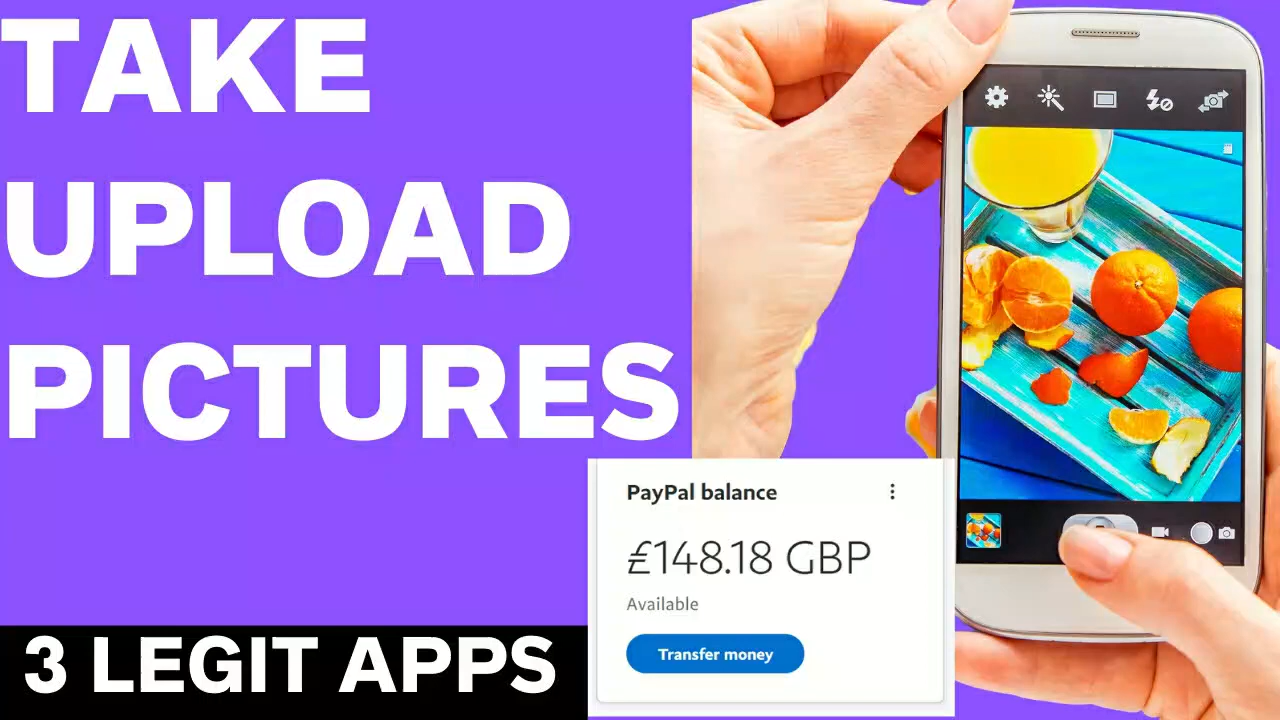 TAKE
UPLOAD
PICTURES
PayPal balance
£148.18 GBP
Available
Transfer money
3 LEGIT APPS